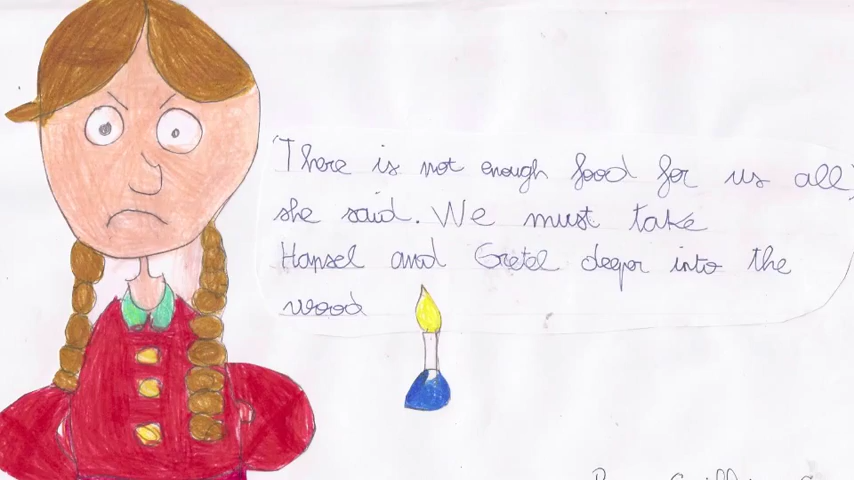 'There is not enough food for us all,'
she said. We must take
Hansel and Gretel deeper into the
wood